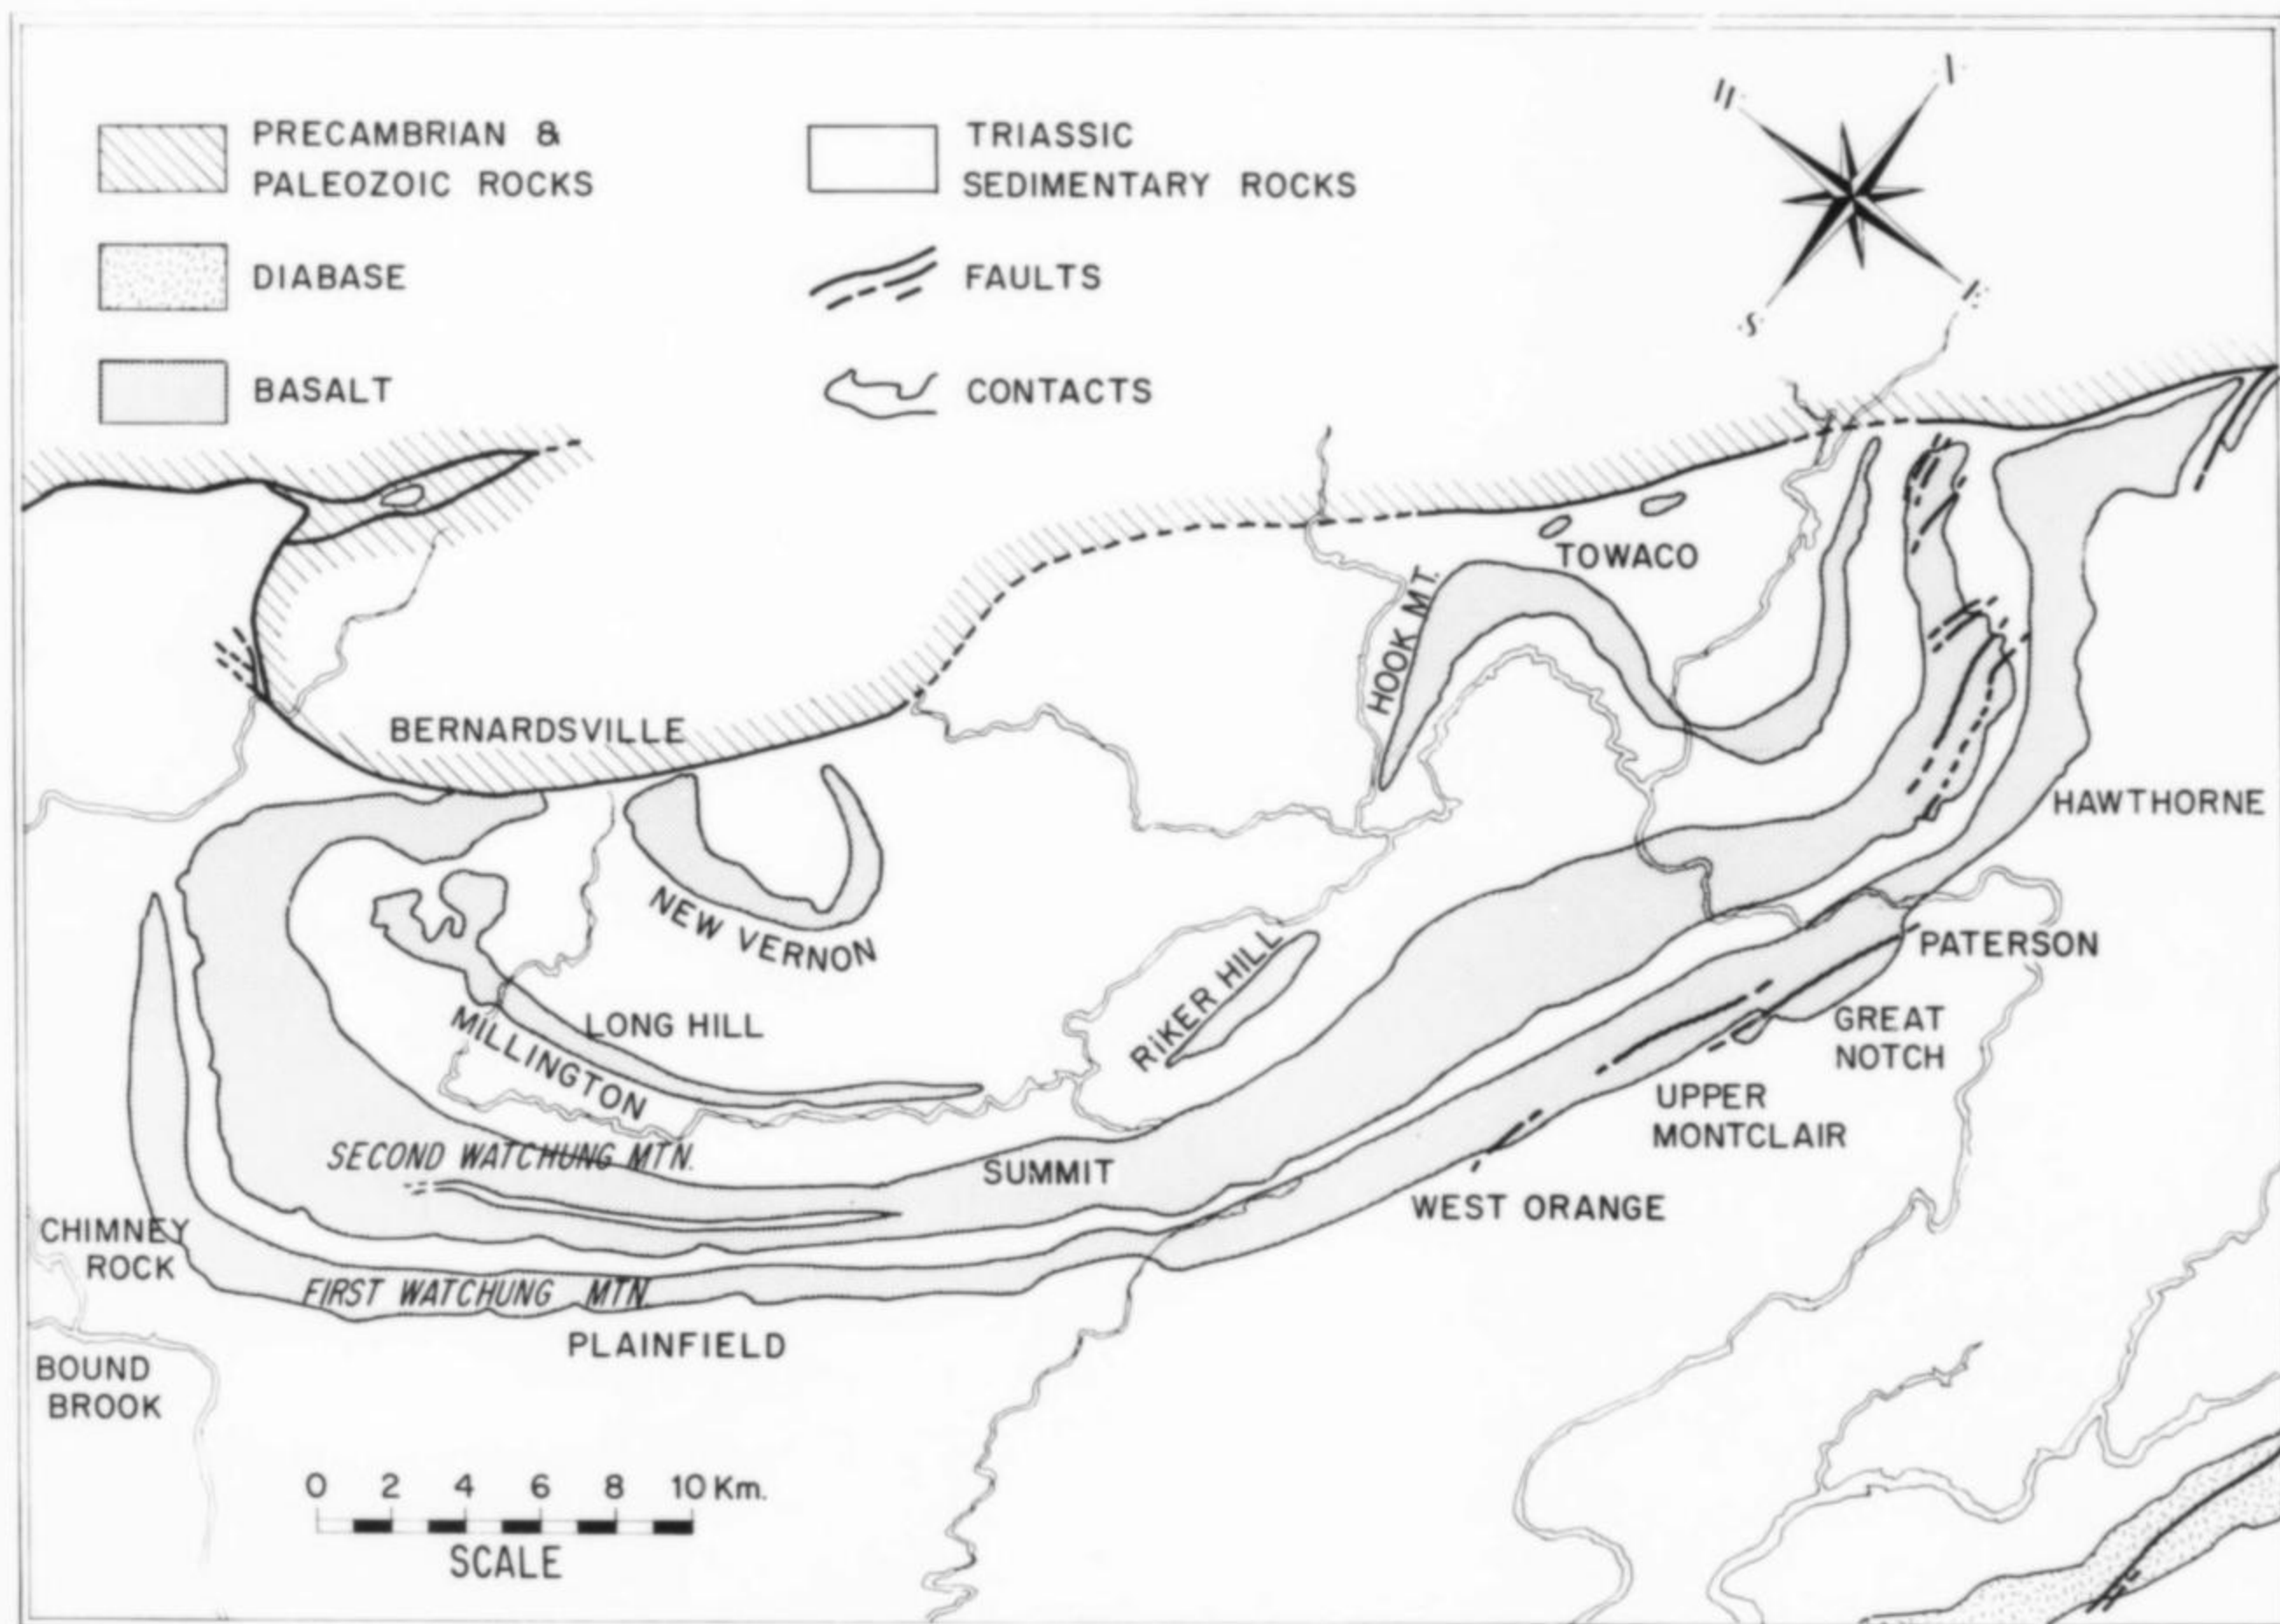 PRECAMBRIAN &
PALEOZOIC ROCKS
DIABASE
BASALT
TRIASSIC
SEDIMENTARY ROCKS
FAULTS
CONTACTS
W
N
S
E
TOWACO
HOOK MT.
BERNARDSVILLE
HAWTHORNE
NEW VERNON
PATERSON
RIKER HILL
LONG HILL
MILLINGTON
GREAT
NOTCH
UPPER
MONTCLAIR
SECOND WATCHUNG MTN.
SUMMIT
WEST ORANGE
CHIMNEY
ROCK
FIRST WATCHUNG MTN.
PLAINFIELD
BOUND
BROOK
0 2 4 6 8 10 Km.
SCALE